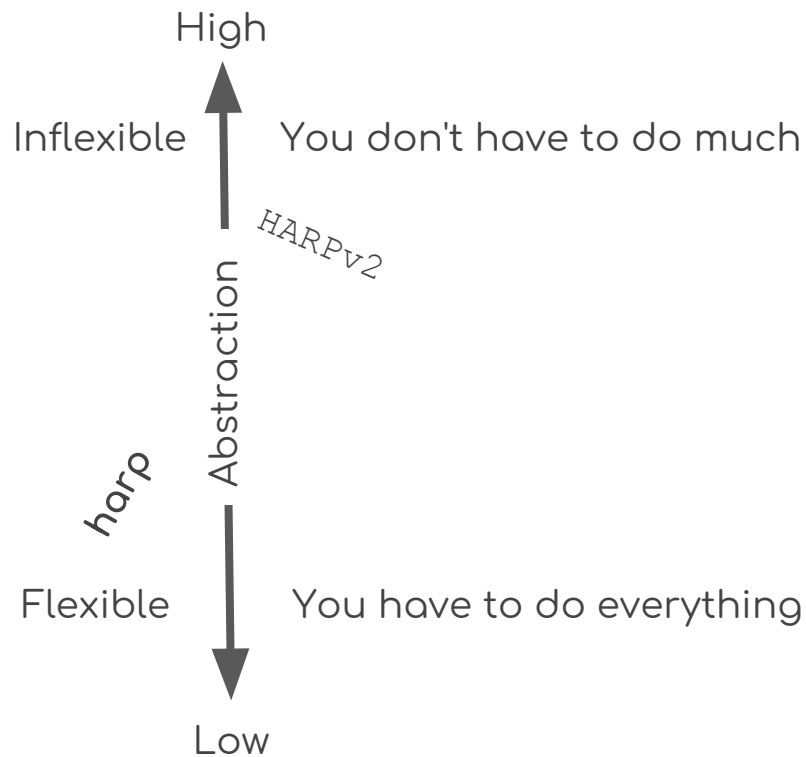 High
Inflexible
You don't have to do much
HARPv2
Abstraction
harp
Flexible
You have to do everything
Low